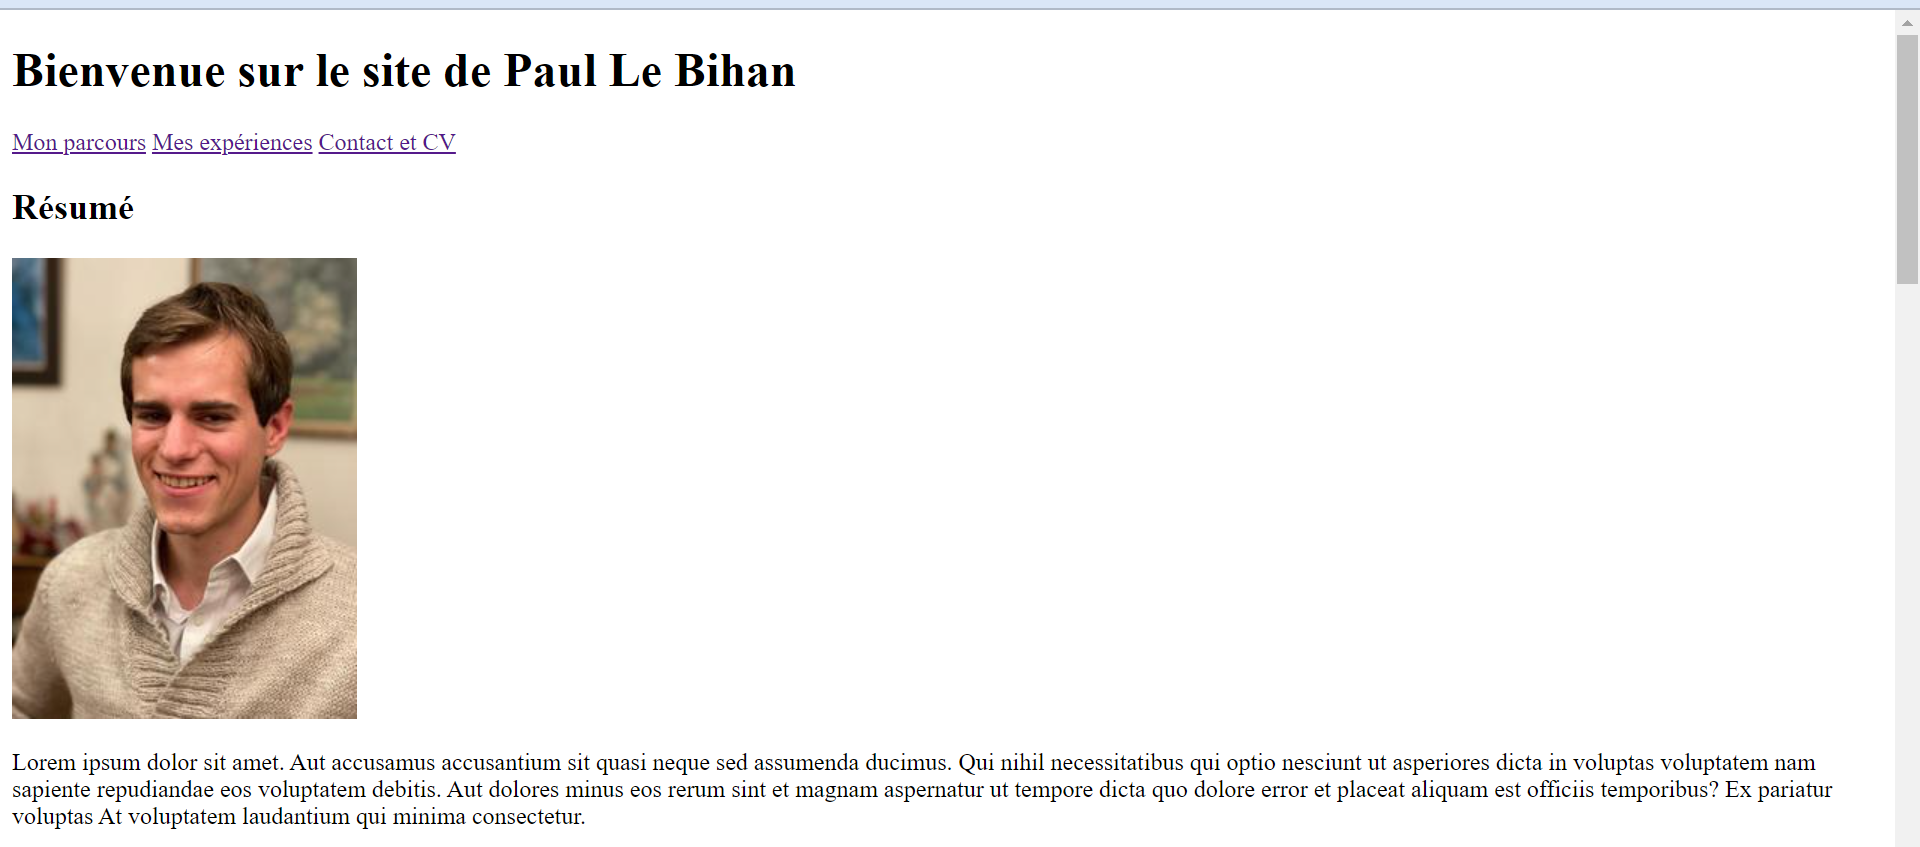 Bienvenue sur le site de Paul Le Bihan
Mon parcours Mes expériences Contact et CV
Résumé
Lorem ipsum dolor sit amet. Aut accusamus accusantium sit quasi neque sed assumenda ducimus. Qui nihil necessitatibus qui optio nesciunt ut asperiores dicta in voluptas voluptatem nam
sapiente repudiandae eos voluptatem debitis. Aut dolores minus eos rerum sint et magnam aspernatur ut tempore dicta quo dolore error et placeat aliquam est officiis temporibus? Ex pariatur
voluptas At voluptatem laudantium qui minima consectetur.